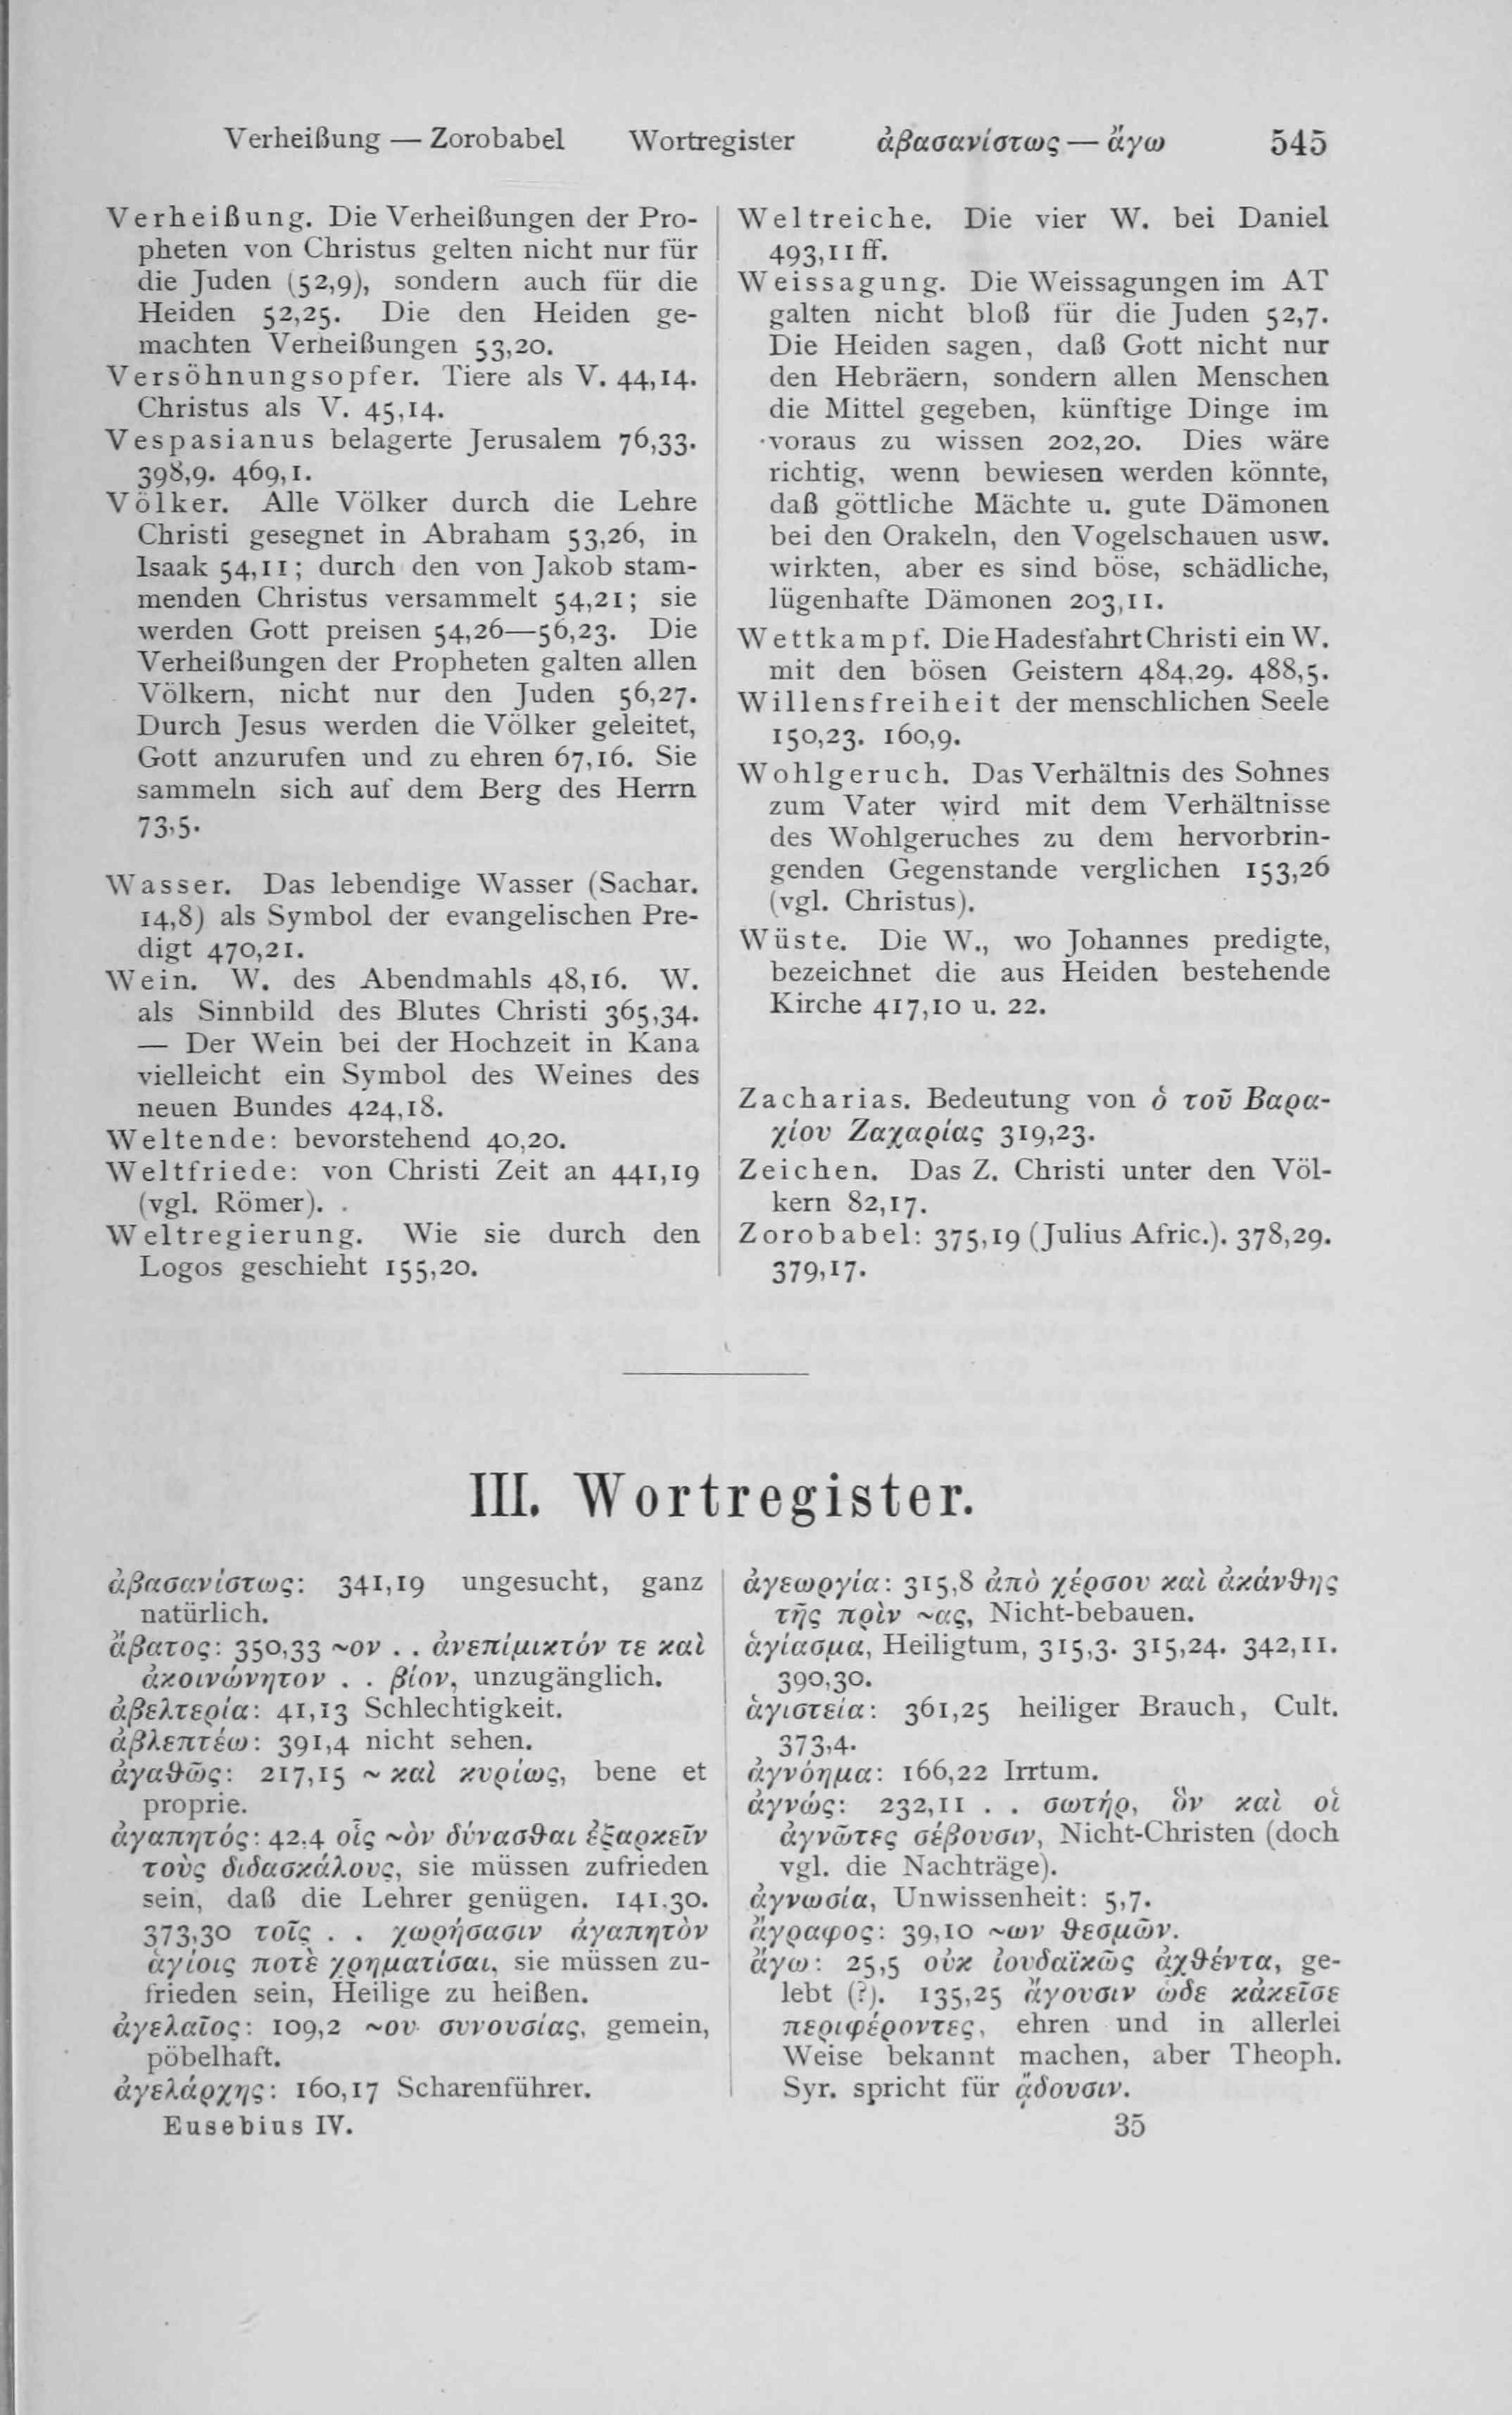 Verheißung — Zorobabel Wortregister ἀβασανίστως — ἄγω 545
Verheißung. Die Verheißungen der Pro-
pheten von Christus gelten nicht nur für
die Juden (52,9), sondern auch für die
Heiden 52,25. Die den Heiden ge-
machten Verheißungen 53,20.
Versöhnungsopfer. Tiere als V. 44,14.
Christus als V. 45,14.
Vespasianus belagerte Jerusalem 76,33.
398,9. 469,1.
Völker. Alle Völker durch die Lehre
Christi gesegnet in Abraham 53,26, in
Isaak 54,11; durch den von Jakob stam-
menden Christus versammelt 54,21; sie
werden Gott preisen 54,26—56,23. Die
Verheißungen der Propheten galten allen
Völkern, nicht nur den Juden 56,27.
Durch Jesus werden die Völker geleitet,
Gott anzurufen und zu ehren 67,16. Sie
sammeln sich auf dem Berg des Herrn
73,5.
Wasser. Das lebendige Wasser (Sachar.
14,8) als Symbol der evangelischen Pre-
digt 470,21.
Wein. W. des Abendmahls 48,16. W.
als Sinnbild des Blutes Christi 365,34.
— Der Wein bei der Hochzeit in Kana
vielleicht ein Symbol des Weines des
neuen Bundes 424,18.
Weltende: bevorstehend 40,20.
Weltfriede: von Christi Zeit an 441,19
(vgl. Römer).
Weltregierung. Wie sie durch den
Logos geschieht 155,20.
Weltreiche. Die vier W. bei Daniel
493,11 ff.
Weissagung. Die Weissagungen im AT
galten nicht bloß für die Juden 52,7.
Die Heiden sagen, daß Gott nicht nur
den Hebräern, sondern allen Menschen
die Mittel gegeben, künftige Dinge im
voraus zu wissen 202,20. Dies wäre
richtig, wenn bewiesen werden könnte,
daß göttliche Mächte u. gute Dämonen
bei den Orakeln, den Vogelschauen usw.
wirkten, aber es sind böse, schädliche,
lügenhafte Dämonen 203,11.
Wettkampf. Die Hadesfahrt Christi ein W.
mit den bösen Geistern 484,29. 488,5.
Willensfreiheit der menschlichen Seele
150,23. 160,9.
Wohlgeruch. Das Verhältnis des Sohnes
zum Vater wird mit dem Verhältnisse
des Wohlgeruches zu dem hervorbrin-
genden Gegenstande verglichen 153,26
(vgl. Christus).
Wüste. Die W., wo Johannes predigte,
bezeichnet die aus Heiden bestehende
Kirche 417,10 u. 22.
Zacharias. Bedeutung von ὁ τοῦ Βαρα-
χίου Ζαχαρίας 319,23.
Zeichen. Das Z. Christi unter den Völ-
kern 82,17.
Zorobabel: 375,19 (Julius Afric.). 378,29.
379,17.
III. Wortregister.
ἀβασανίστως: 341,19 ungesucht, ganz
natürlich.
ἄβατος: 350,33 ~ον . . ἀνεπίμικτόν τε καὶ
ἀκοινώνητον . . βίον, unzugänglich.
ἀβελτερία: 41,13 Schlechtigkeit.
ἀβλεπτέω: 391,4 nicht sehen.
ἀγαθῶς: 217,15 ~ καὶ κυρίως, bene et
proprie.
ἀγαπητός: 42,4 οἷς ~ὸν δύνασθαι ἐξαρκεῖν
τοὺς διδασκάλους, sie müssen zufrieden
sein, daß die Lehrer genügen. 141,30.
373,30 τοῖς . . χωρήσασιν ἀγαπητὸν
ἁγίοις ποτὲ χρηματίσαι, sie müssen zu-
frieden sein, Heilige zu heißen.
ἀγελαῖος: 109,2 ~ου συνουσίας, gemein,
pöbelhaft.
ἀγελάρχης: 160,17 Scharenführer.
ἀγεωργία: 315,8 ἀπὸ χέρσου καὶ ἀκάνθης
τῆς πρὶν ~ας, Nicht-bebauen.
ἁγίασμα, Heiligtum, 315,3. 315,24. 342,11.
390,30.
ἁγιστεία: 361,25 heiliger Brauch, Cult.
373,4.
ἀγνόημα: 166,22 Irrtum.
ἀγνώς: 232,11 . . σωτήρ, ὃν καὶ οἱ
ἀγνῶτες σέβουσιν, Nicht-Christen (doch
vgl. die Nachträge).
ἀγνωσία, Unwissenheit: 5,7.
ἄγραφος: 39,10 ~ων θεσμῶν.
ἄγω: 25,5 οὐκ ἰουδαϊκῶς ἀχθέντα, ge-
lebt (?). 135,25 ἄγουσιν ὧδε κἀκεῖσε
περιφέροντες, ehren und in allerlei
Weise bekannt machen, aber Theoph.
Syr. spricht für ᾄδουσιν.
Eusebius IV. 35